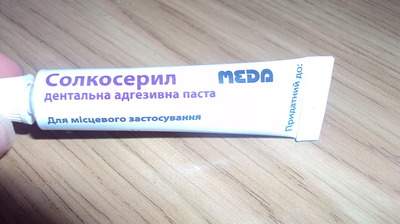 Солкосерил
MEDA
дентальна адгезивна паста
Для місцевого застосування
Придатний до: